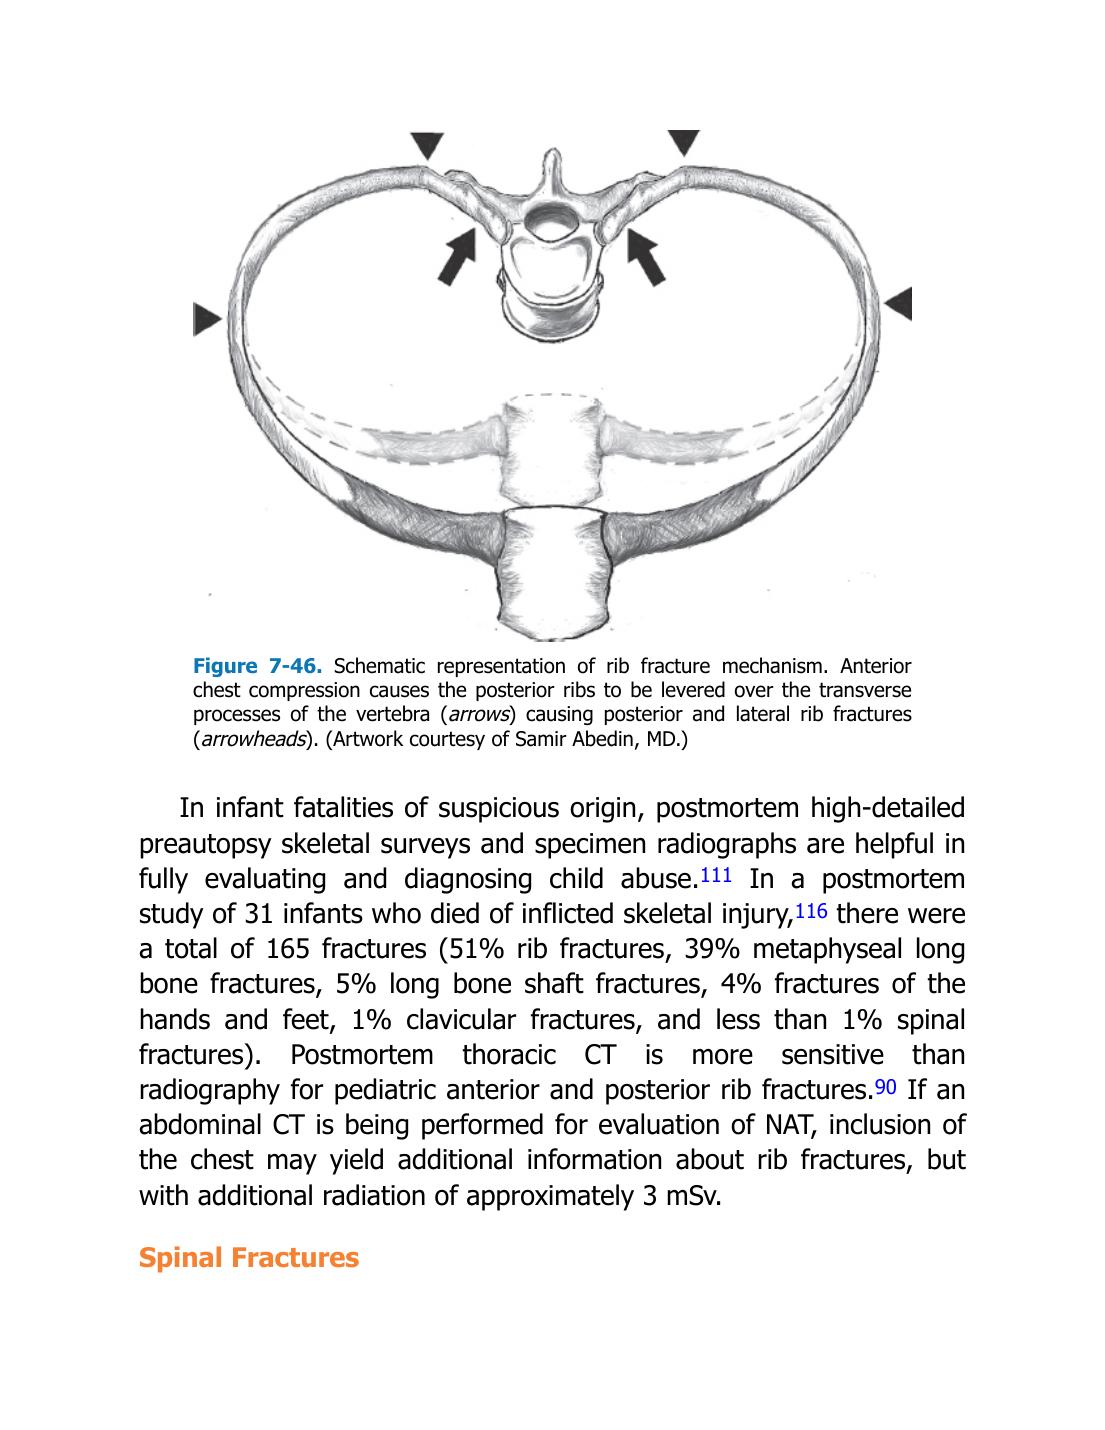 Figure 7-46. Schematic representation of rib fracture mechanism. Anterior
chest compression causes the posterior ribs to be levered over the transverse
processes of the vertebra (arrows) causing posterior and lateral rib fractures
(arrowheads). (Artwork courtesy of Samir Abedin, MD.)
In infant fatalities of suspicious origin, postmortem high-detailed
preautopsy skeletal surveys and specimen radiographs are helpful in
fully evaluating and diagnosing child abuse.111 In a postmortem
study of 31 infants who died of inflicted skeletal injury,116 there were
a total of 165 fractures (51% rib fractures, 39% metaphyseal long
bone fractures, 5% long bone shaft fractures, 4% fractures of the
hands and feet, 1% clavicular fractures, and less than 1% spinal
fractures). Postmortem thoracic CT is more sensitive than
radiography for pediatric anterior and posterior rib fractures.90 If an
abdominal CT is being performed for evaluation of NAT, inclusion of
the chest may yield additional information about rib fractures, but
with additional radiation of approximately 3 mSv.
Spinal Fractures